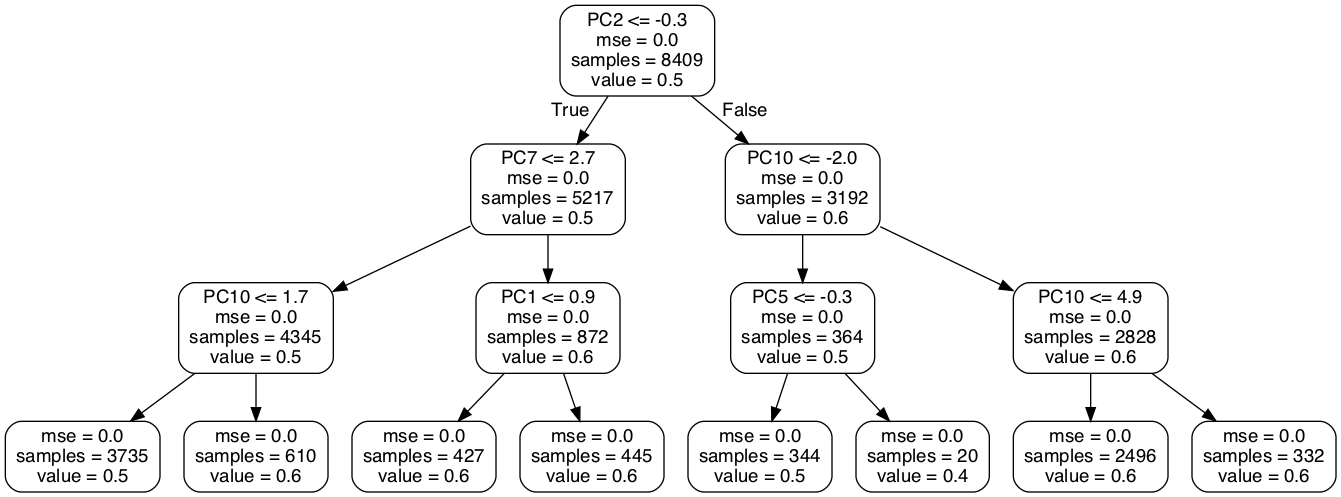 PC2 <= -0.3
mse = 0.0
samples = 8409
value = 0.5
True
False
PC7 <= 2.7
mse = 0.0
samples = 5217
value = 0.5
PC10 <= -2.0
mse = 0.0
samples = 3192
value = 0.6
PC10 <= 1.7
mse = 0.0
samples = 4345
value = 0.5
PC1 <= 0.9
mse = 0.0
samples = 872
value = 0.6
PC5 <= -0.3
mse = 0.0
samples = 364
value = 0.5
PC10 <= 4.9
mse = 0.0
samples = 2828
value = 0.6
mse = 0.0
samples = 3735
value = 0.5
mse = 0.0
samples = 610
value = 0.6
mse = 0.0
samples = 427
value = 0.6
mse = 0.0
samples = 445
value = 0.6
mse = 0.0
samples = 344
value = 0.5
mse = 0.0
samples = 20
value = 0.4
mse = 0.0
samples = 2496
value = 0.6
mse = 0.0
samples = 332
value = 0.6